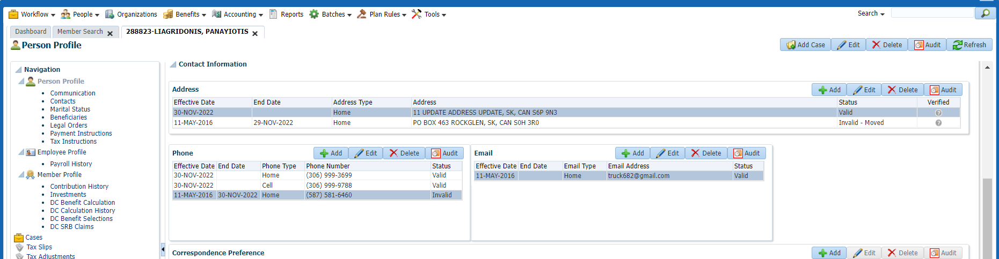 Workflow People Organizations Benefits Accounting Reports Batches Plan Rules Tools Search
Dashboard Member Search 288823-LIAGRIDONIS, PANAYIOTIS
Person Profile Add Case Edit Delete Audit Refresh
Navigation
Person Profile
Communication
Contacts
Marital Status
Beneficiaries
Legal Orders
Payment Instructions
Tax Instructions
Employee Profile
Payroll History
Member Profile
Contribution History
Investments
DC Benefit Calculation
DC Calculation History
DC Benefit Selections
DC SRB Claims
Cases
Tax Slips
Tax Adjustments
Contact Information
Address Add Edit Delete Audit
Effective Date End Date Address Type Address Status Verified
30-NOV-2022 Home 11 UPDATE ADDRESS UPDATE, SK, CAN S6P 9N3 Valid ?
11-MAY-2016 29-NOV-2022 Home PO BOX 463 ROCKGLEN, SK, CAN S0H 3R0 Invalid - Moved ?
Phone Add Edit Delete Audit
Effective Date End Date Phone Type Phone Number Status
30-NOV-2022 Home (306) 999-3699 Valid
30-NOV-2022 Cell (306) 999-9788 Valid
11-MAY-2016 30-NOV-2022 Home (587) 581-6460 Invalid
Email Add Edit Delete Audit
Effective Date End Date Email Type Email Address Status
11-MAY-2016 Home truck682@gmail.com Valid
Correspondence Preference Add Edit Delete Audit